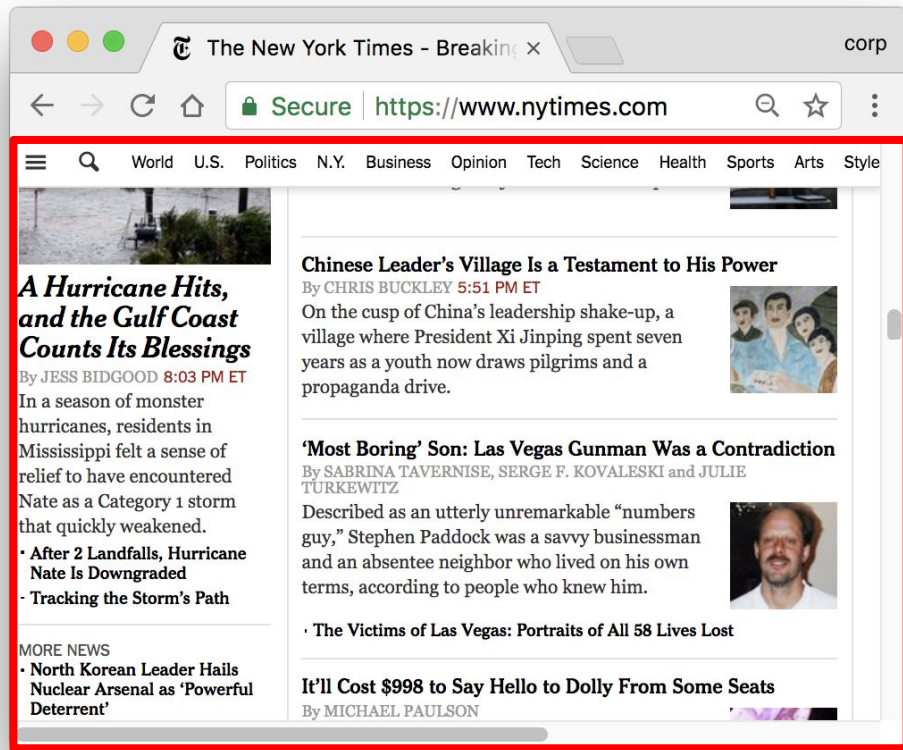 The New York Times - Breaking
corp
Secure https://www.nytimes.com
World U.S. Politics N.Y. Business Opinion Tech Science Health Sports Arts Style
A Hurricane Hits,
and the Gulf Coast
Counts Its Blessings
By JESS BIDGOOD 8:03 PM ET
In a season of monster
hurricanes, residents in
Mississippi felt a sense of
relief to have encountered
Nate as a Category 1 storm
that quickly weakened.
· After 2 Landfalls, Hurricane
Nate Is Downgraded
· Tracking the Storm’s Path
MORE NEWS
· North Korean Leader Hails
Nuclear Arsenal as ‘Powerful
Deterrent’
Chinese Leader’s Village Is a Testament to His Power
By CHRIS BUCKLEY 5:51 PM ET
On the cusp of China’s leadership shake-up, a
village where President Xi Jinping spent seven
years as a youth now draws pilgrims and a
propaganda drive.
‘Most Boring’ Son: Las Vegas Gunman Was a Contradiction
By SABRINA TAVERNISE, SERGE F. KOVALESKI and JULIE
TURKEWITZ
Described as an utterly unremarkable “numbers
guy,” Stephen Paddock was a savvy businessman
and an absentee neighbor who lived on his own
terms, according to people who knew him.
· The Victims of Las Vegas: Portraits of All 58 Lives Lost
It’ll Cost $998 to Say Hello to Dolly From Some Seats
By MICHAEL PAULSON